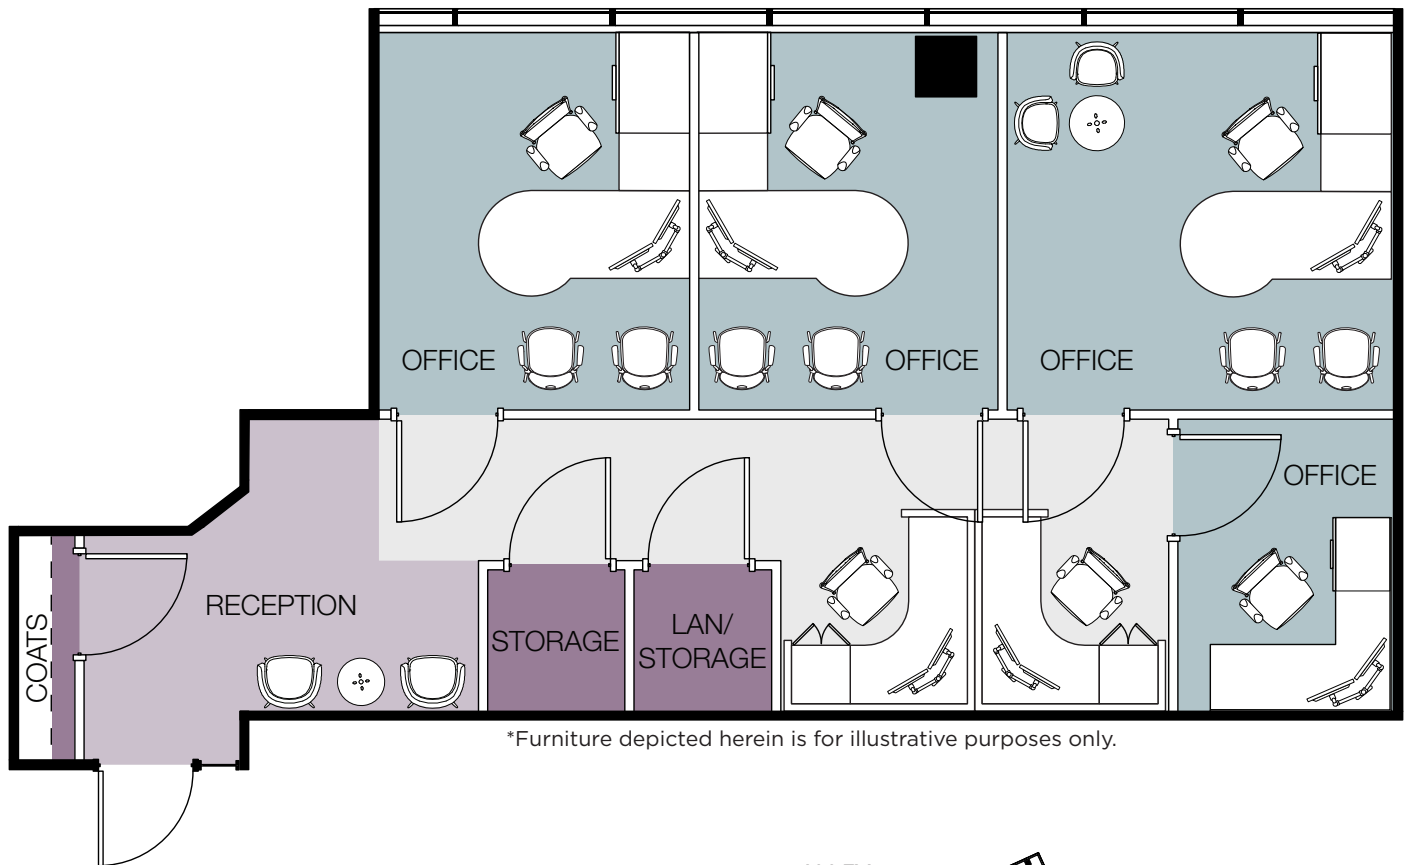 OFFICE
OFFICE
OFFICE
OFFICE
RECEPTION
COATS
STORAGE
LAN/
STORAGE
*Furniture depicted herein is for illustrative purposes only.